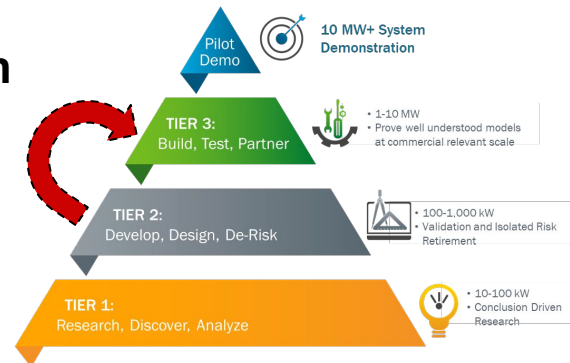 n
Pilot
Demo
10 MW+ System
Demonstration
TIER 3:
Build, Test, Partner
• 1-10 MW
• Prove well understood models
at commercial relevant scale
TIER 2:
Develop, Design, De-Risk
• 100-1,000 kW
• Validation and Isolated Risk
Retirement
TIER 1:
Research, Discover, Analyze
• 10-100 kW
• Conclusion Driven
Research